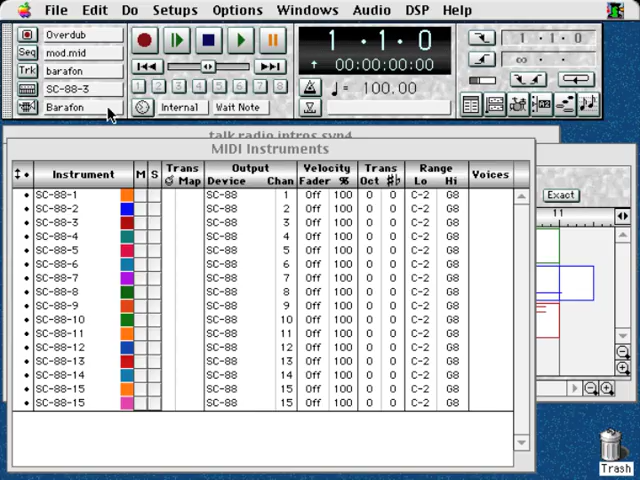 File Edit Do Setups Options Windows Audio DSP Help
Overdub
Seq mod.mid
Trk barafon
SC-88-3
Barafon
1 2 3 4 5 6 7 8
Internal Wait Note
1 · 1 · 0
00:00:00:00
♩ = 100.00
1 · 1 · 0
∞ ·
talk radio intros syn4
MIDI Instruments
Trans Output Velocity Trans Range
Instrument M S Map Device Chan Fader % Oct ♯♭ Lo Hi Voices
SC-88-1 SC-88 1 Off 100 0 0 C-2 G8
SC-88-2 SC-88 2 Off 100 0 0 C-2 G8
SC-88-3 SC-88 3 Off 100 0 0 C-2 G8
SC-88-4 SC-88 4 Off 100 0 0 C-2 G8
SC-88-5 SC-88 5 Off 100 0 0 C-2 G8
SC-88-6 SC-88 6 Off 100 0 0 C-2 G8
SC-88-7 SC-88 7 Off 100 0 0 C-2 G8
SC-88-8 SC-88 8 Off 100 0 0 C-2 G8
SC-88-9 SC-88 9 Off 100 0 0 C-2 G8
SC-88-10 SC-88 10 Off 100 0 0 C-2 G8
SC-88-11 SC-88 11 Off 100 0 0 C-2 G8
SC-88-12 SC-88 12 Off 100 0 0 C-2 G8
SC-88-13 SC-88 13 Off 100 0 0 C-2 G8
SC-88-14 SC-88 14 Off 100 0 0 C-2 G8
SC-88-15 SC-88 15 Off 100 0 0 C-2 G8
SC-88-15 SC-88 15 Off 100 0 0 C-2 G8
Exact
11
Trash